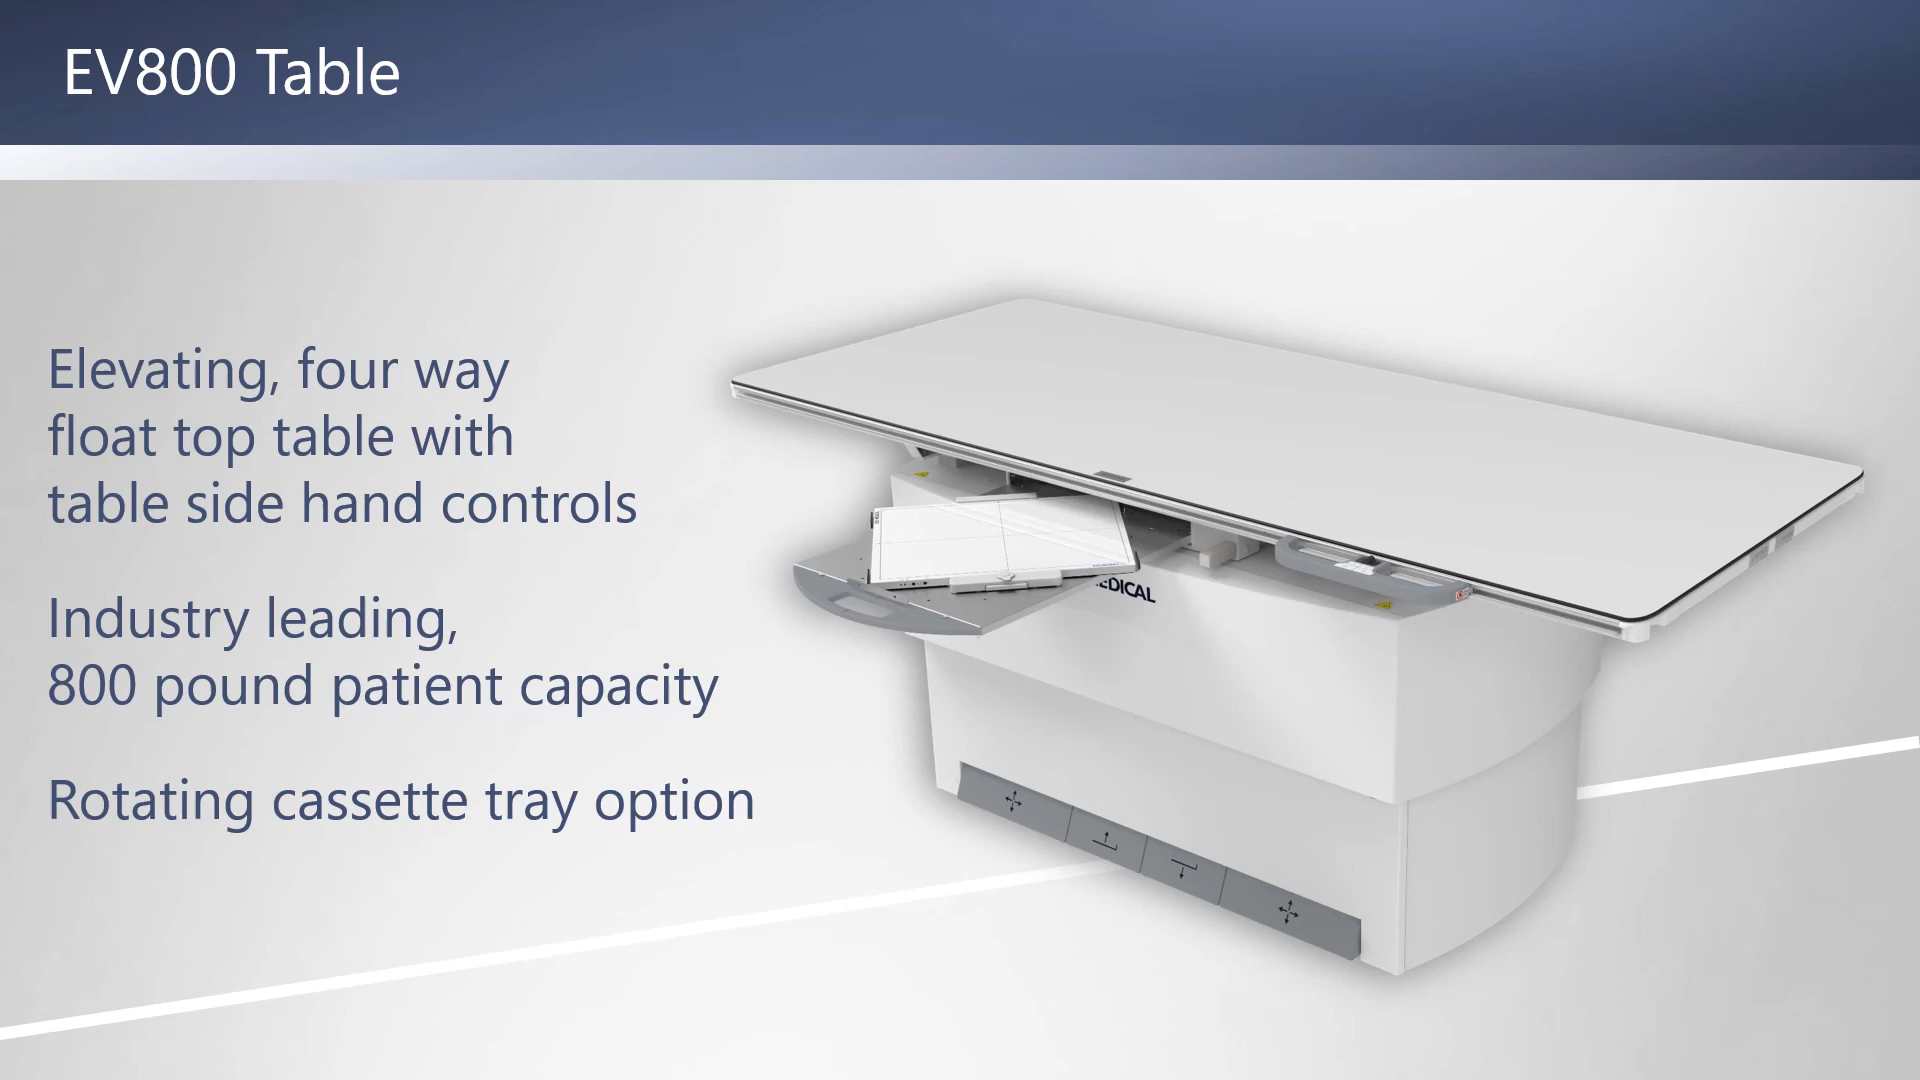 EV800 Table
Elevating, four way
float top table with
table side hand controls
Industry leading,
800 pound patient capacity
Rotating cassette tray option